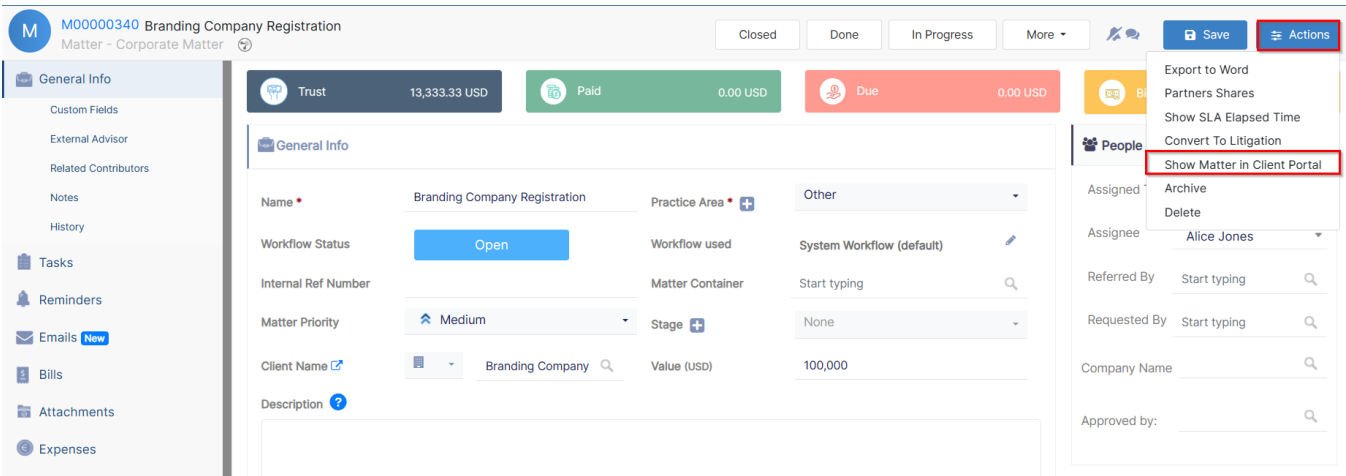 M
M00000340 Branding Company Registration
Matter - Corporate Matter
Closed
Done
In Progress
More
Save
Actions
Export to Word
Partners Shares
Show SLA Elapsed Time
Convert To Litigation
Show Matter in Client Portal
Archive
Delete
General Info
Custom Fields
External Advisor
Related Contributors
Notes
History
Tasks
Reminders
Emails New
Bills
Attachments
Expenses
Trust 13,333.33 USD
Paid 0.00 USD
Due 0.00 USD
General Info
Name *
Branding Company Registration
Practice Area *
Other
Workflow Status
Open
Workflow used
System Workflow (default)
Internal Ref Number
Matter Container
Start typing
Matter Priority
Medium
Stage
None
Client Name
Branding Company
Value (USD)
100,000
Description ?
People
Assigned
Assignee
Alice Jones
Referred By
Start typing
Requested By
Start typing
Company Name
Approved by: